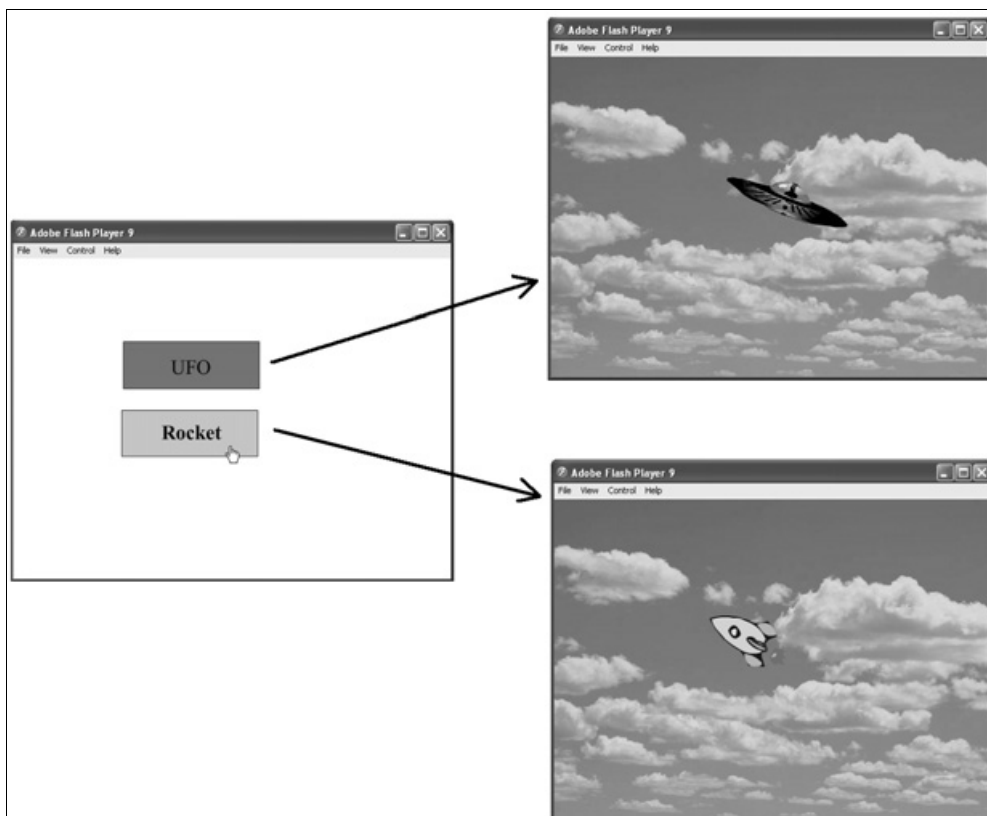 Adobe Flash Player 9
File View Control Help
Adobe Flash Player 9
File View Control Help
UFO
Rocket
Adobe Flash Player 9
File View Control Help